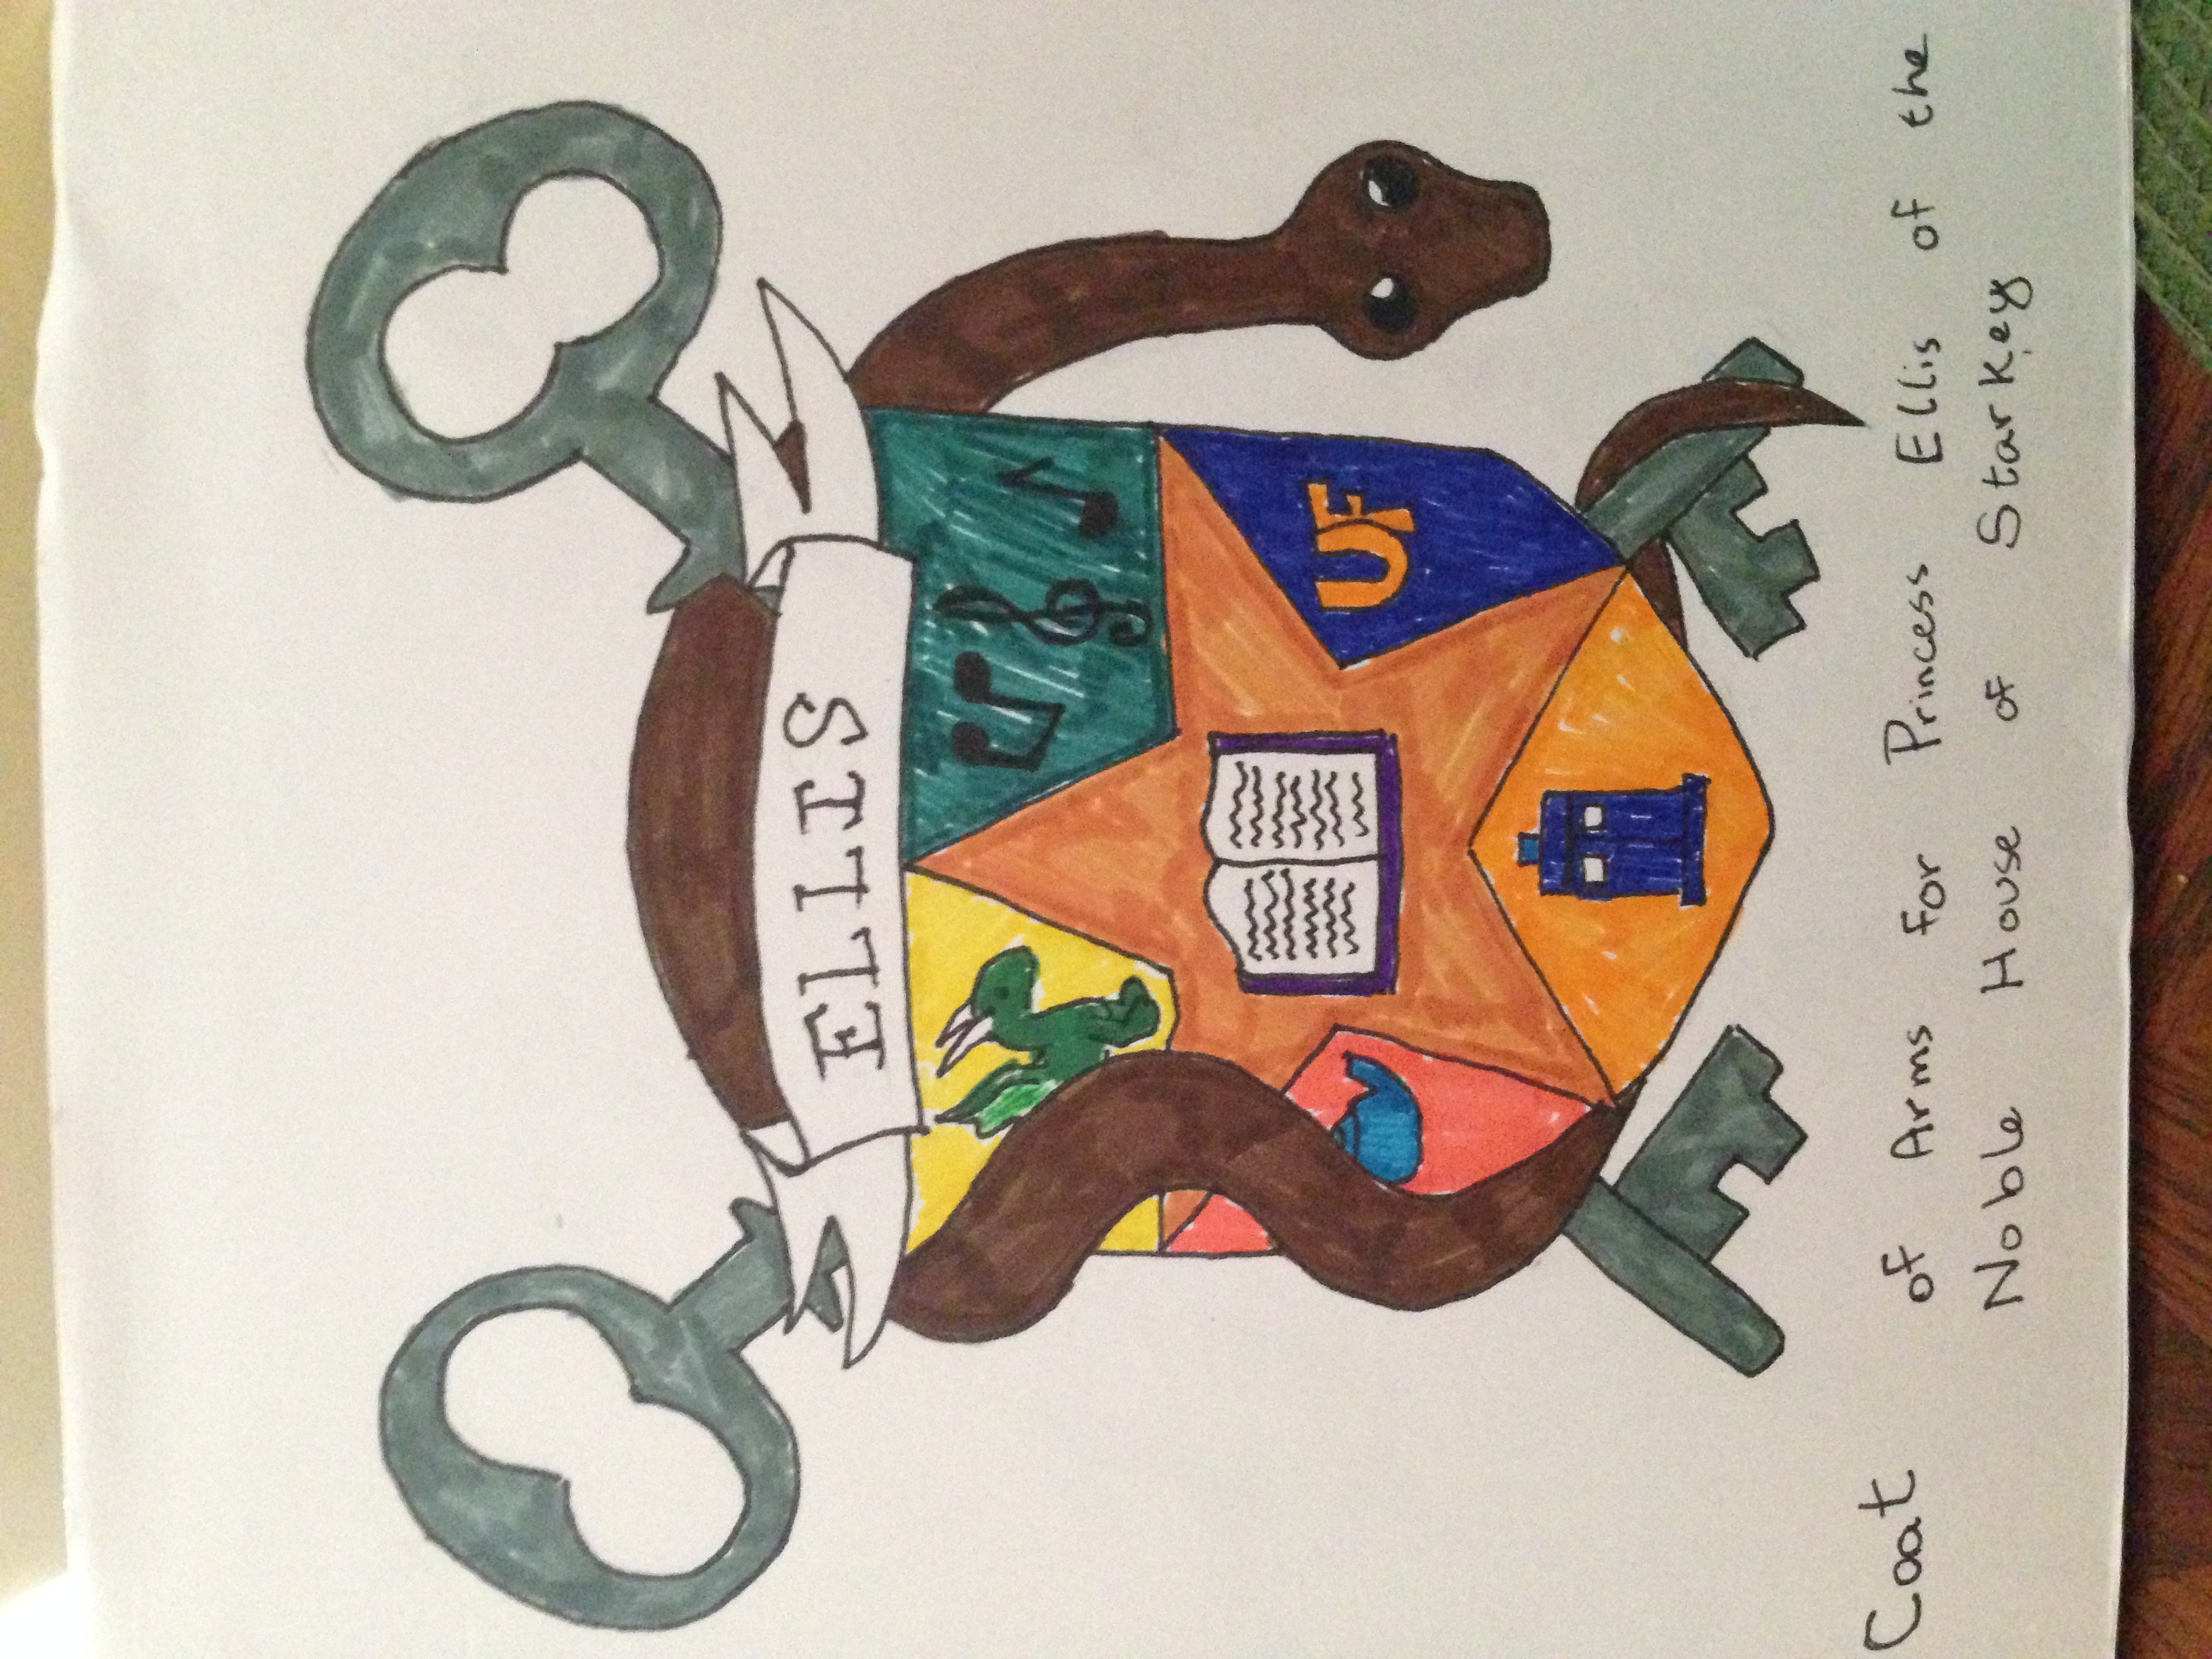 ELLIS
UF
Coat of Arms for Princess Ellis of the
Noble House of Starkey